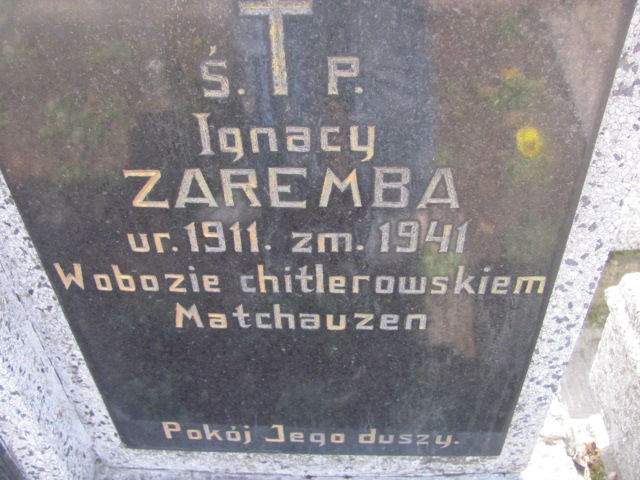 Ś. P.
Ignacy
ZAREMBA
ur. 1911. zm. 1941
W obozie chitlerowskiem
Matchauzen
Pokój Jego duszy.